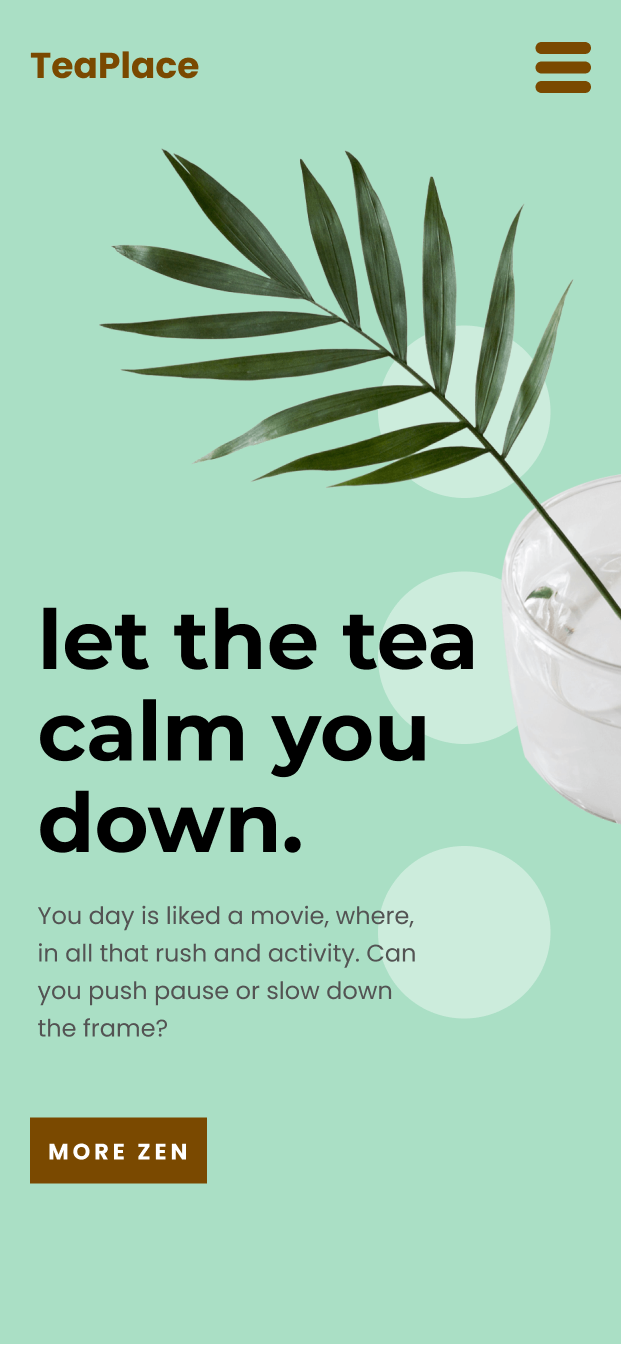 TeaPlace
let the tea
calm you
down.
You day is liked a movie, where,
in all that rush and activity. Can
you push pause or slow down
the frame?
MORE ZEN